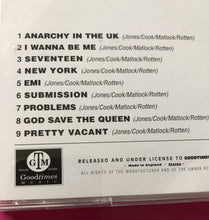 1 ANARCHY IN THE UK (Jones/Cook/Matlock/Rotten)
2 I WANNA BE ME (Jones/Cook/Matlock/Rotten)
3 SEVENTEEN (Jones/Cook/Matlock/Rotten)
4 NEW YORK (Jones/Cook/Matlock/Rotten)
5 EMI (Jones/Cook/Matlock/Rotten)
6 SUBMISSION (Jones/Cook/Matlock/Rotten)
7 PROBLEMS (Jones/Cook/Matlock/Rotten)
8 GOD SAVE THE QUEEN (Jones/Cook/Matlock/Rotten)
9 PRETTY VACANT (Jones/Cook/Matlock/Rotten)
GTM
Goodtimes
MUSIC
RELEASED AND UNDER LICENSE TO GOODTIMES
Made in England
ALL RIGHTS OF THE MANUFACTURER AND OF THE OWNER